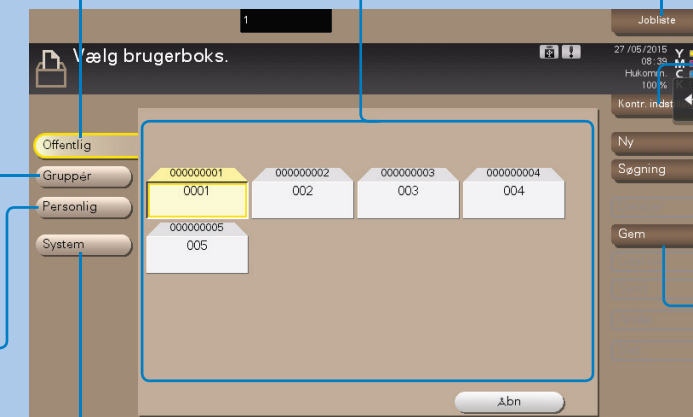 1
Jobliste
Vælg brugerboks.
27/05/2015
08:39
Hukomm.
100 %
Y
M
C
K
Kontr. indst
Offentlig
Grupper
Personlig
System
000000001
0001
000000002
002
000000003
003
000000004
004
000000005
005
Ny
Søgning
Gem
Åbn